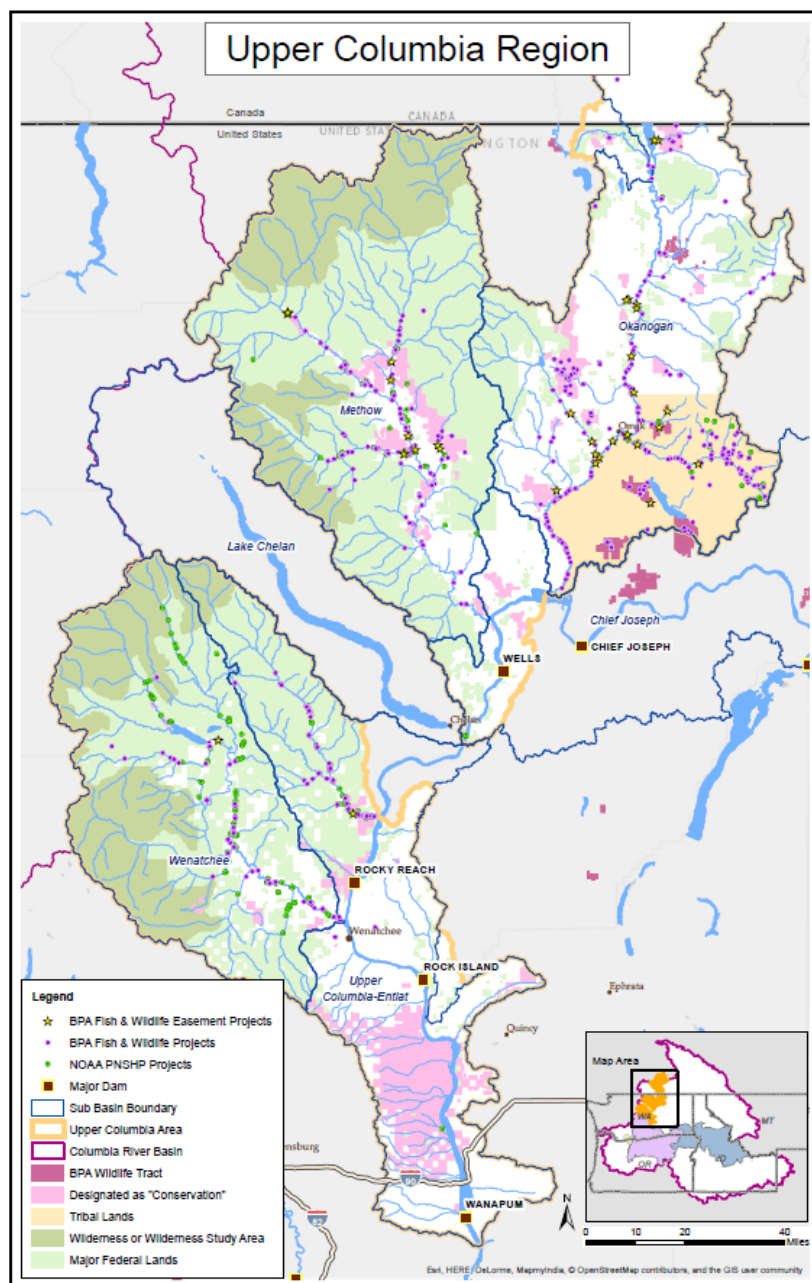 Upper Columbia Region
Canada
CANADA
United States
UNITED STAT
NGTON
Okanogan
Methow
Omak
Lake Chelan
Chief Joseph
CHIEF JOSEPH
WELLS
Chelan
Wenatchee
ROCKY REACH
Wenatchee
ROCK ISLAND
Upper
Columbia-Entiat
Ephrata
Quincy
ensburg
90
82
WANAPUM
Legend
BPA Fish & Wildlife Easement Projects
BPA Fish & Wildlife Projects
NOAA PNSHP Projects
Major Dam
Sub Basin Boundary
Upper Columbia Area
Columbia River Basin
BPA Wildlife Tract
Designated as "Conservation"
Tribal Lands
Wilderness or Wilderness Study Area
Major Federal Lands
Map Area
WA
MT
OR
ID
N
0 10 20 40
Miles
Esri, HERE, DeLorme, MapmyIndia, © OpenStreetMap contributors, and the GIS user community